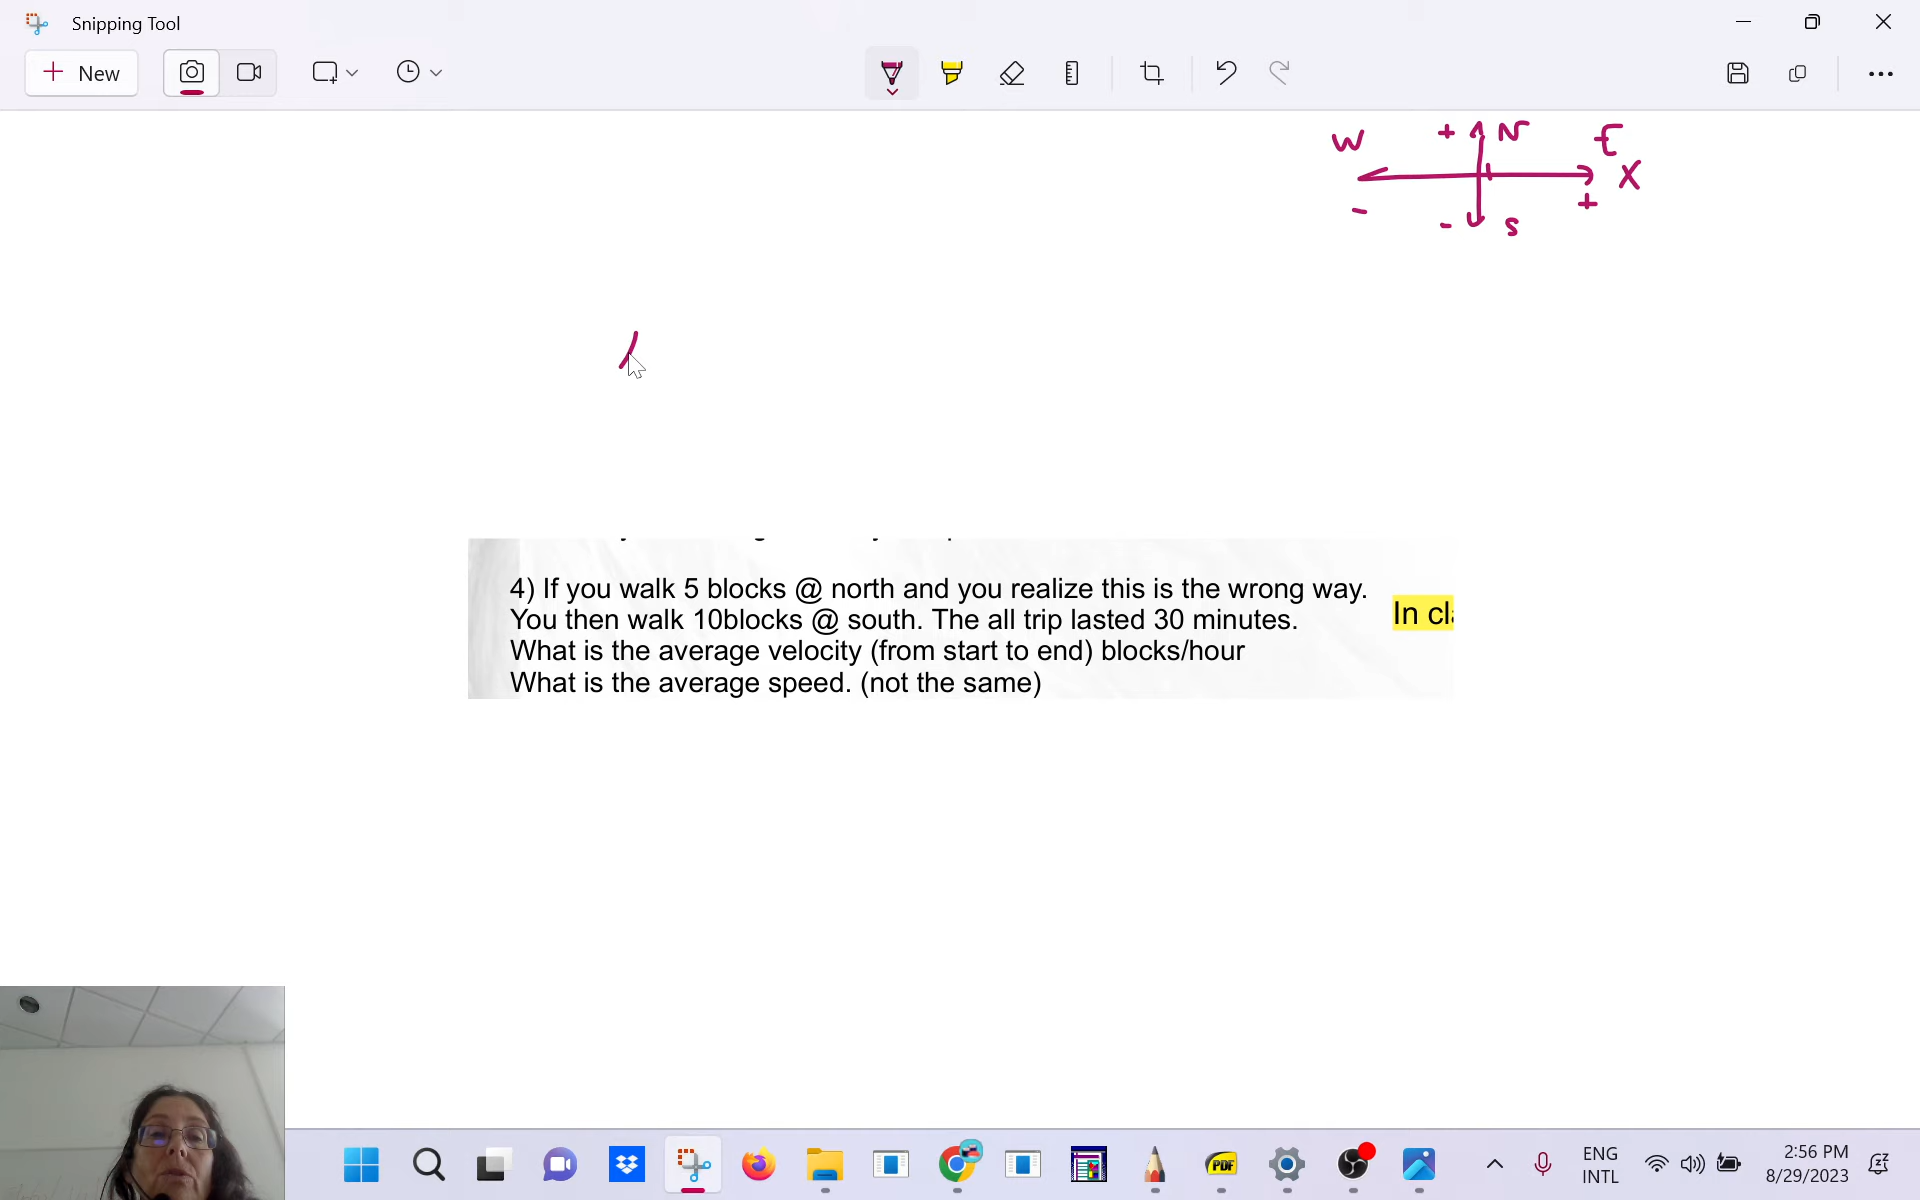 Snipping Tool
New
+ N
W E
X
- +
- S
4) If you walk 5 blocks @ north and you realize this is the wrong way.
You then walk 10blocks @ south. The all trip lasted 30 minutes.
In cl
What is the average velocity (from start to end) blocks/hour
What is the average speed. (not the same)
PDF
ENG
INTL
2:56 PM
8/29/2023